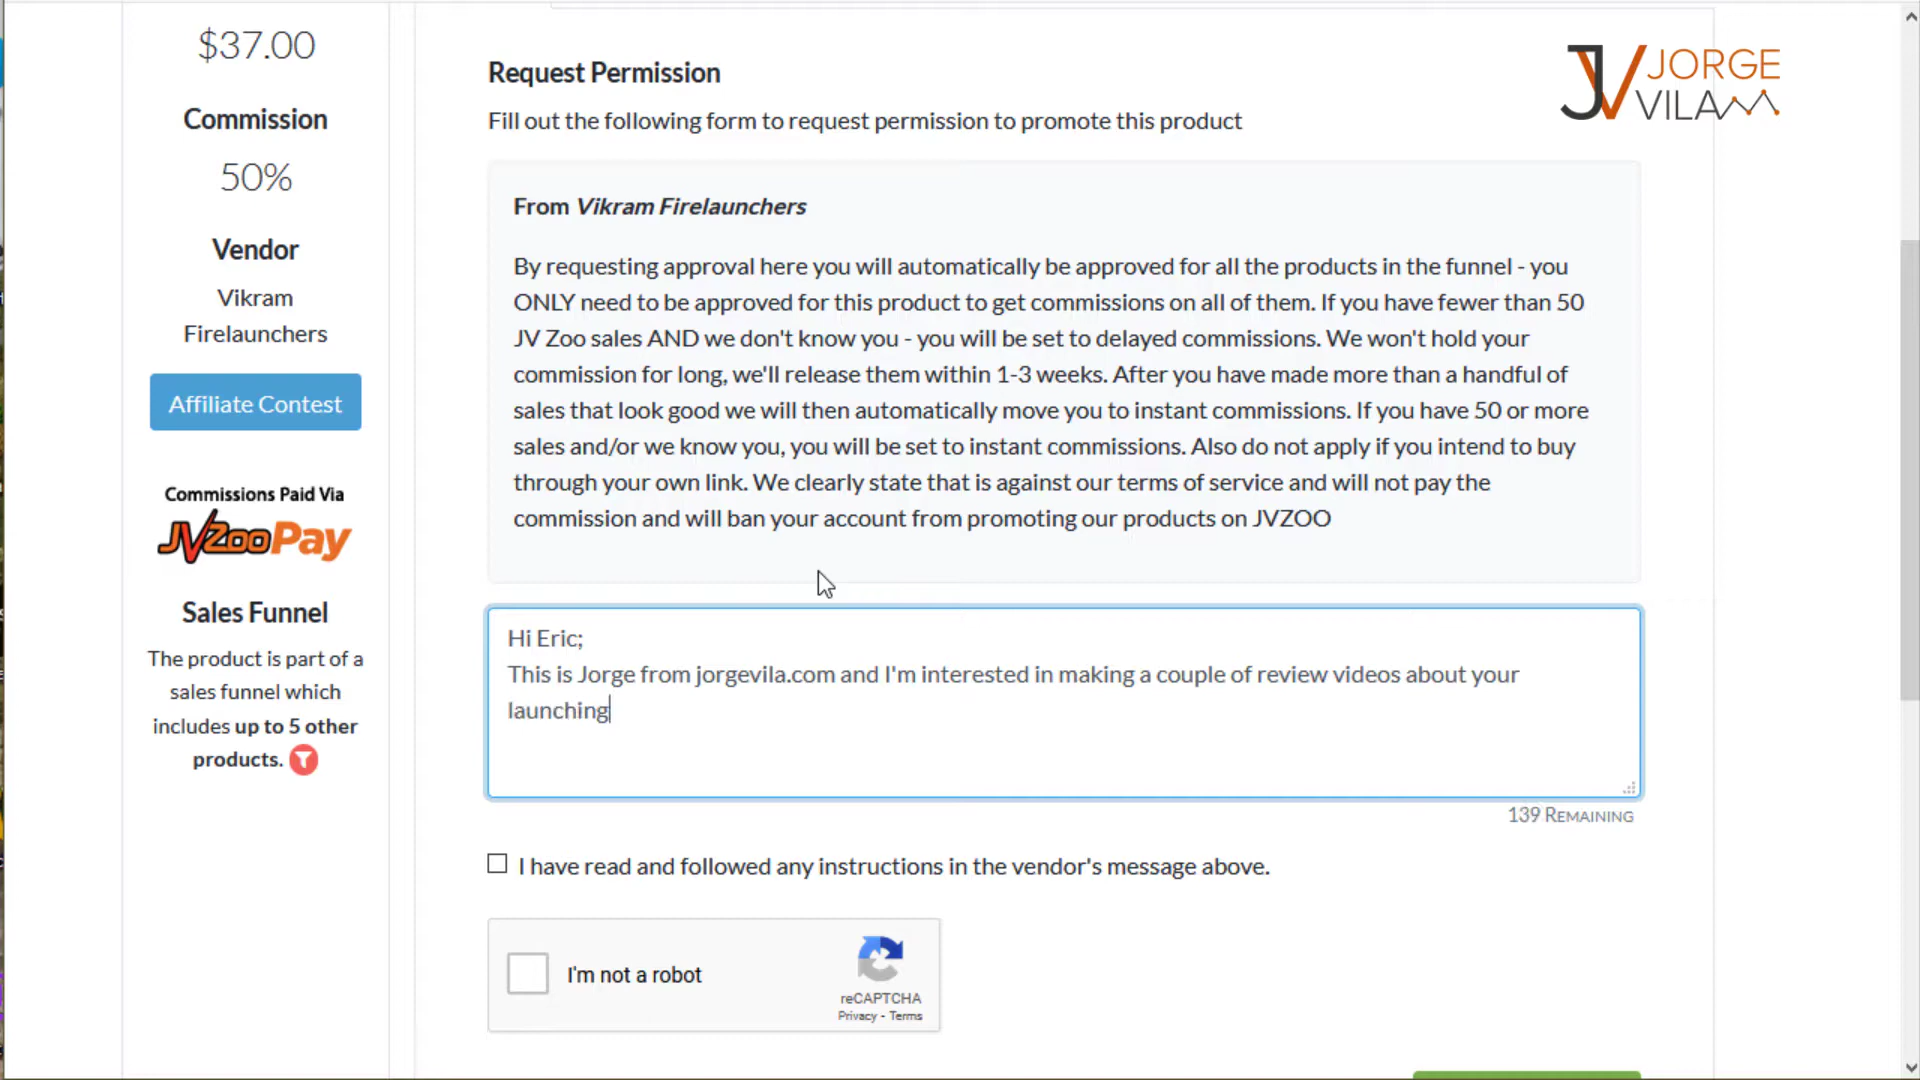 $37.00
Commission
50%
Vendor
Vikram
Firelaunchers
Affiliate Contest
Commissions Paid Via
JVZooPay
Sales Funnel
The product is part of a
sales funnel which
includes up to 5 other
products.
JV JORGE
VILA
Request Permission
Fill out the following form to request permission to promote this product
From Vikram Firelaunchers
By requesting approval here you will automatically be approved for all the products in the funnel - you
ONLY need to be approved for this product to get commissions on all of them. If you have fewer than 50
JV Zoo sales AND we don't know you - you will be set to delayed commissions. We won't hold your
commission for long, we'll release them within 1-3 weeks. After you have made more than a handful of
sales that look good we will then automatically move you to instant commissions. If you have 50 or more
sales and/or we know you, you will be set to instant commissions. Also do not apply if you intend to buy
through your own link. We clearly state that is against our terms of service and will not pay the
commission and will ban your account from promoting our products on JVZOO
Hi Eric;
This is Jorge from jorgevila.com and I'm interested in making a couple of review videos about your
launching
139 REMAINING
I have read and followed any instructions in the vendor's message above.
I'm not a robot
reCAPTCHA
Privacy - Terms